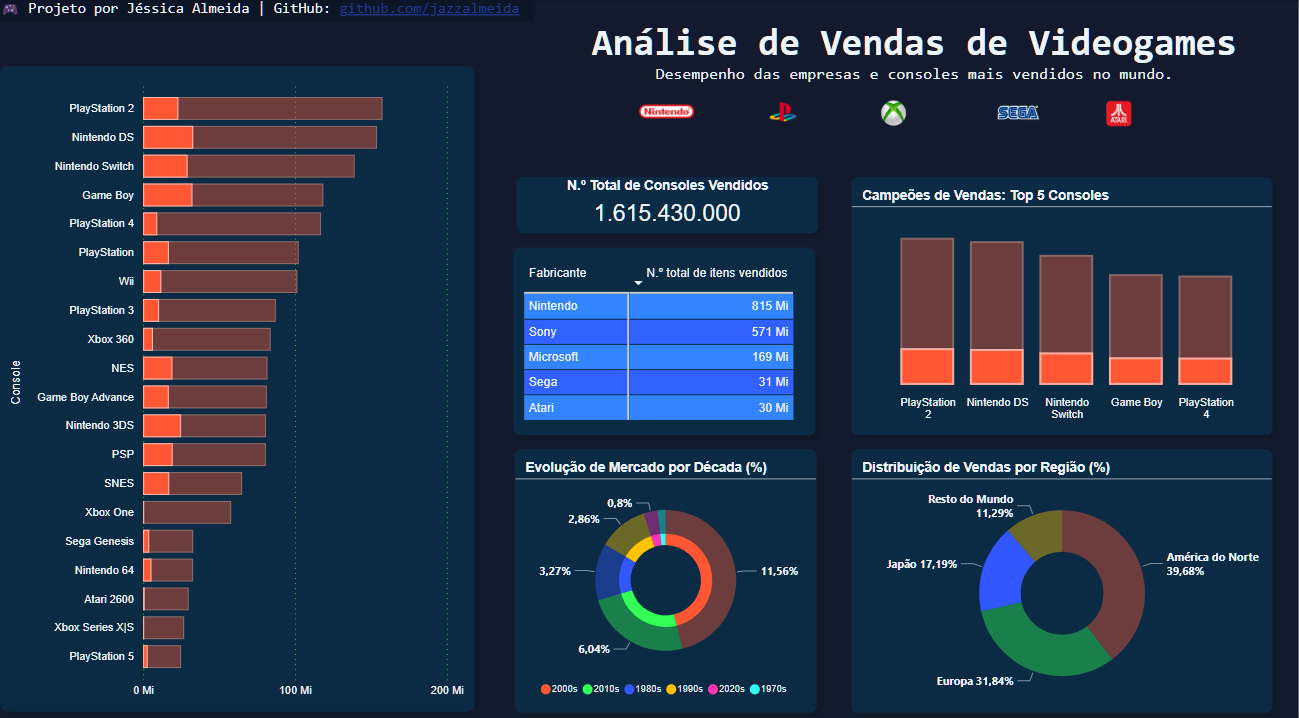 Projeto por Jéssica Almeida | GitHub: github.com/jazzalmeida
Análise de Vendas de Videogames
Desempenho das empresas e consoles mais vendidos no mundo.
Nintendo
SEGA
ATARI
Console
PlayStation 2
Nintendo DS
Nintendo Switch
Game Boy
PlayStation 4
PlayStation
Wii
PlayStation 3
Xbox 360
NES
Game Boy Advance
Nintendo 3DS
PSP
SNES
Xbox One
Sega Genesis
Nintendo 64
Atari 2600
Xbox Series X|S
PlayStation 5
0 Mi 100 Mi 200 Mi
N.º Total de Consoles Vendidos
1.615.430.000
Fabricante N.º total de itens vendidos
Nintendo 815 Mi
Sony 571 Mi
Microsoft 169 Mi
Sega 31 Mi
Atari 30 Mi
Campeões de Vendas: Top 5 Consoles
PlayStation 2
Nintendo DS
Nintendo Switch
Game Boy
PlayStation 4
Evolução de Mercado por Década (%)
0,8%
2,86%
3,27%
11,56%
6,04%
2000s 2010s 1980s 1990s 2020s 1970s
Distribuição de Vendas por Região (%)
Resto do Mundo
11,29%
América do Norte
39,68%
Japão 17,19%
Europa 31,84%